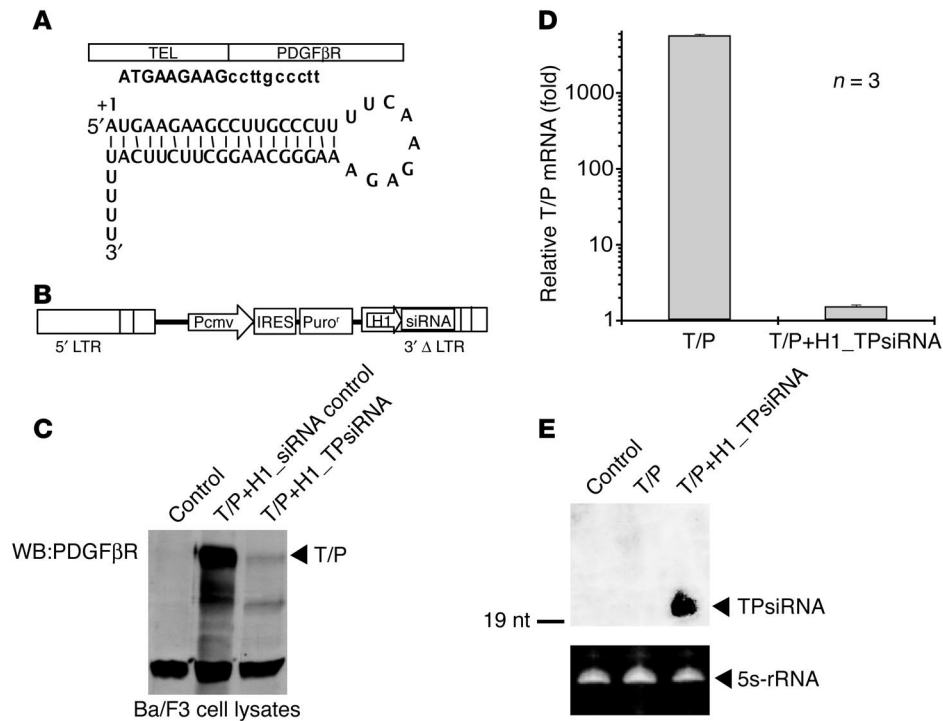 A
TEL PDGFβR
ATGAAGAAGccttgccctt
+1
5′ AUGAAGAAGCCUUGCCCUU UUCAAGAGA
UACUUCUUCGGAACGGGAA
U
U
U
U
U
3′
B
Pcmv IRES Puroʳ H1 siRNA
5′ LTR 3′ Δ LTR
C
Control
T/P+H1_siRNA control
T/P+H1_TPsiRNA
WB:PDGFβR T/P
Ba/F3 cell lysates
D
Relative T/P mRNA (fold)
n = 3
1000
100
10
1
T/P T/P+H1_TPsiRNA
E
Control
T/P
T/P+H1_TPsiRNA
TPsiRNA
19 nt
5s-rRNA